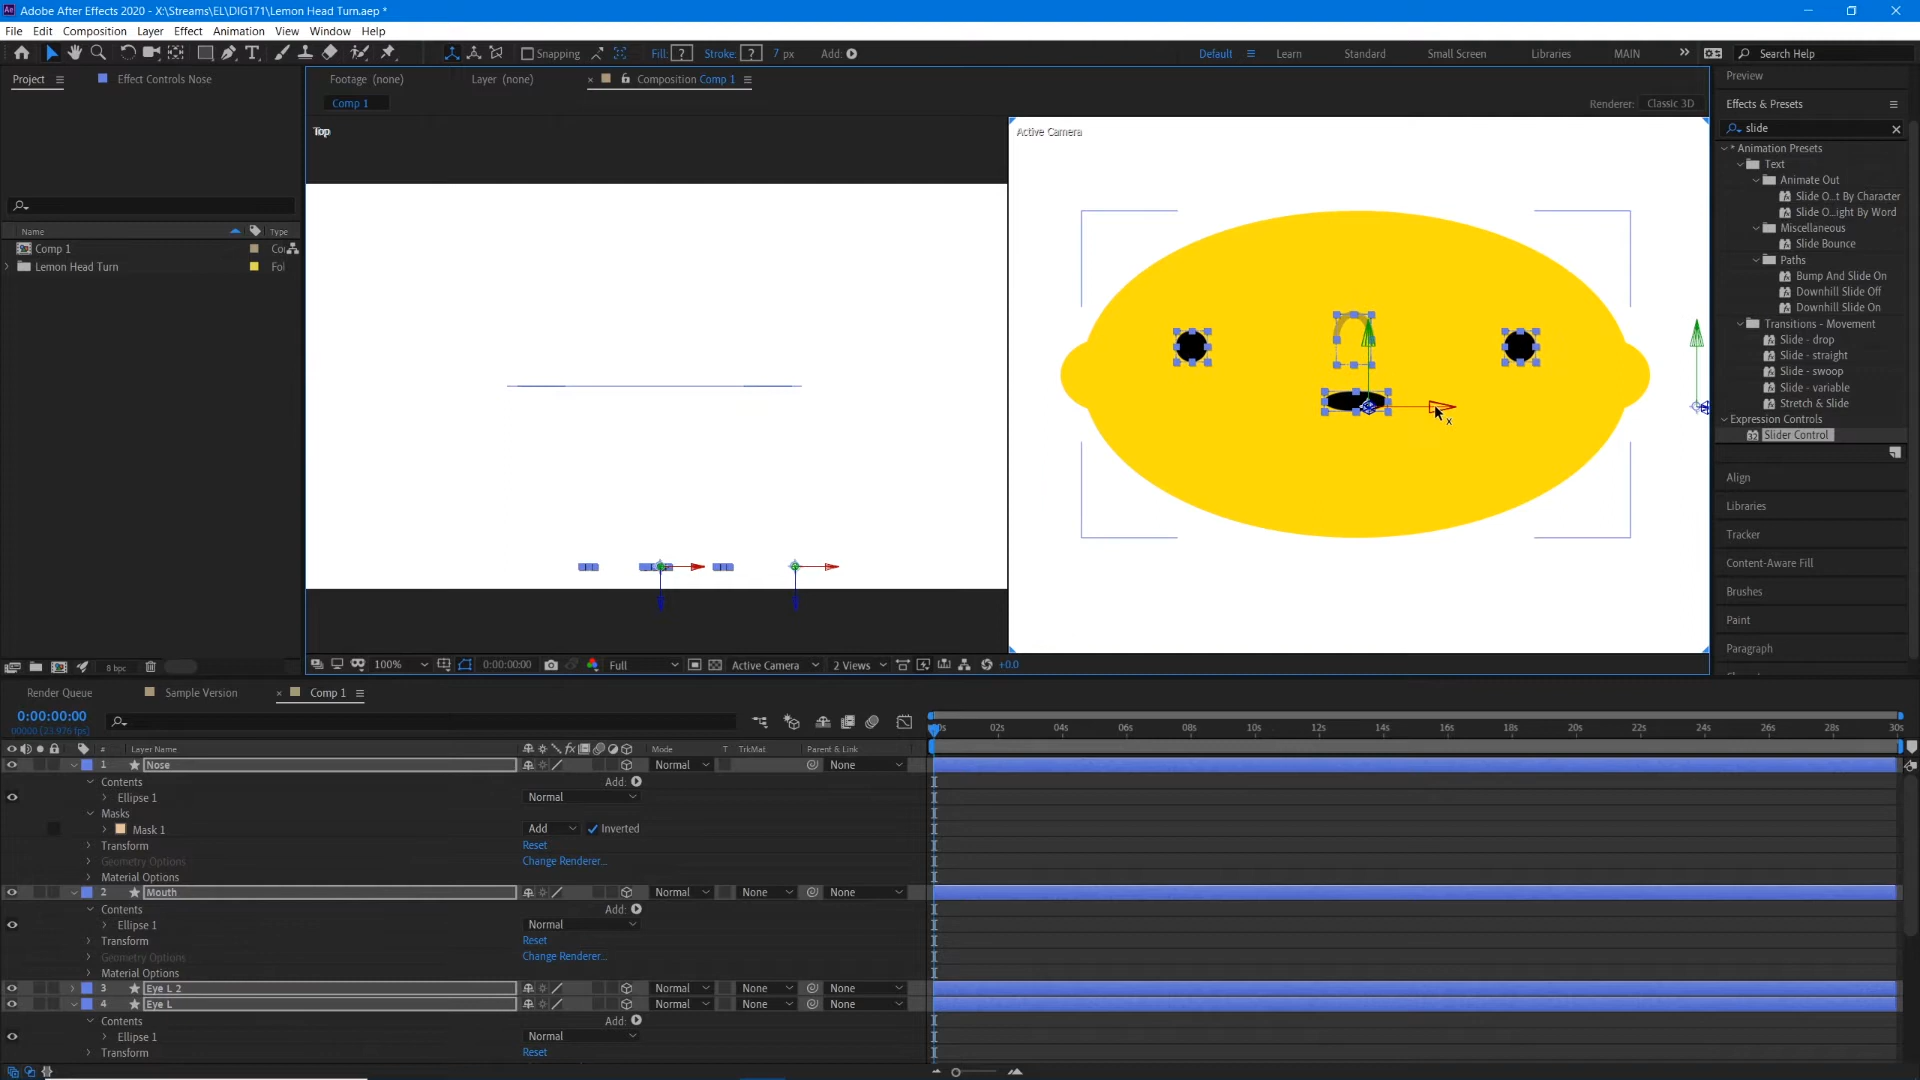 Adobe After Effects 2020 - X:\Streams\EL\DIG171\Lemon Head Turn.aep *
File Edit Composition Layer Effect Animation View Window Help
Snapping Fill: ? Stroke: ? 7 px Add: Default Learn Standard Small Screen Libraries MAIN Search Help
Project Effect Controls Nose Footage (none) Layer (none) Composition Comp 1 Preview
Comp 1 Renderer: Classic 3D Effects & Presets
Top Active Camera
slide
* Animation Presets
Text
Animate Out
Slide O...t By Character
Slide O...ight By Word
Miscellaneous
Slide Bounce
Paths
Bump And Slide On
Downhill Slide Off
Downhill Slide On
Transitions - Movement
Slide - drop
Slide - straight
Slide - swoop
Slide - variable
Stretch & Slide
Expression Controls
Slider Control
Name Type
Comp 1 Co
Lemon Head Turn Fol
x
Align
Libraries
Tracker
Content-Aware Fill
Brushes
Paint
Paragraph
8 bpc 100% 0:00:00:00 Full Active Camera 2 Views +0.0
Render Queue Sample Version Comp 1
0:00:00:00
00000 (23.976 fps)
00s 02s 04s 06s 08s 10s 12s 14s 16s 18s 20s 22s 24s 26s 28s 30s
# Layer Name Mode T TrkMat Parent & Link
1 Nose Normal None
Contents Add:
Ellipse 1 Normal
Masks
Mask 1 Add Inverted
Transform Reset
Geometry Options Change Renderer...
Material Options
2 Mouth Normal None None
Contents Add:
Ellipse 1 Normal
Transform Reset
Geometry Options Change Renderer...
Material Options
3 Eye L 2 Normal None None
4 Eye L Normal None None
Contents Add:
Ellipse 1 Normal
Transform Reset